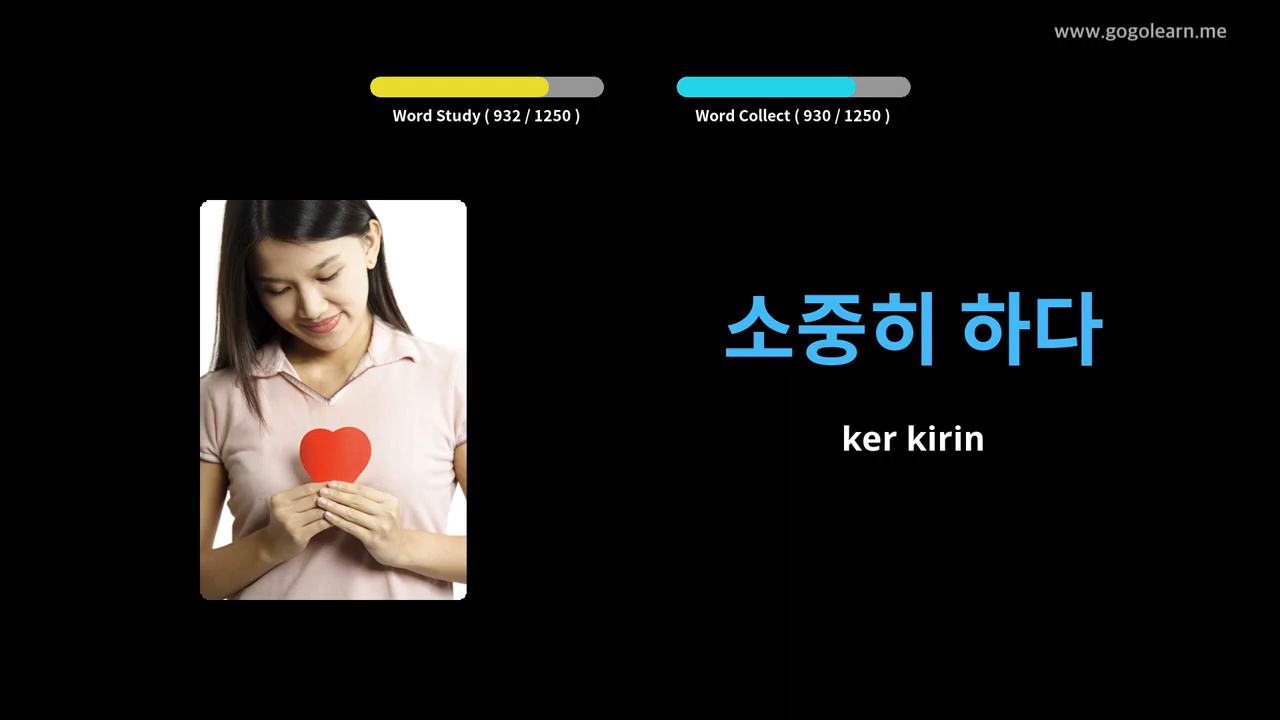 www.gogolearn.me
Word Study ( 932 / 1250 )
Word Collect ( 930 / 1250 )
소중히 하다
ker kirin